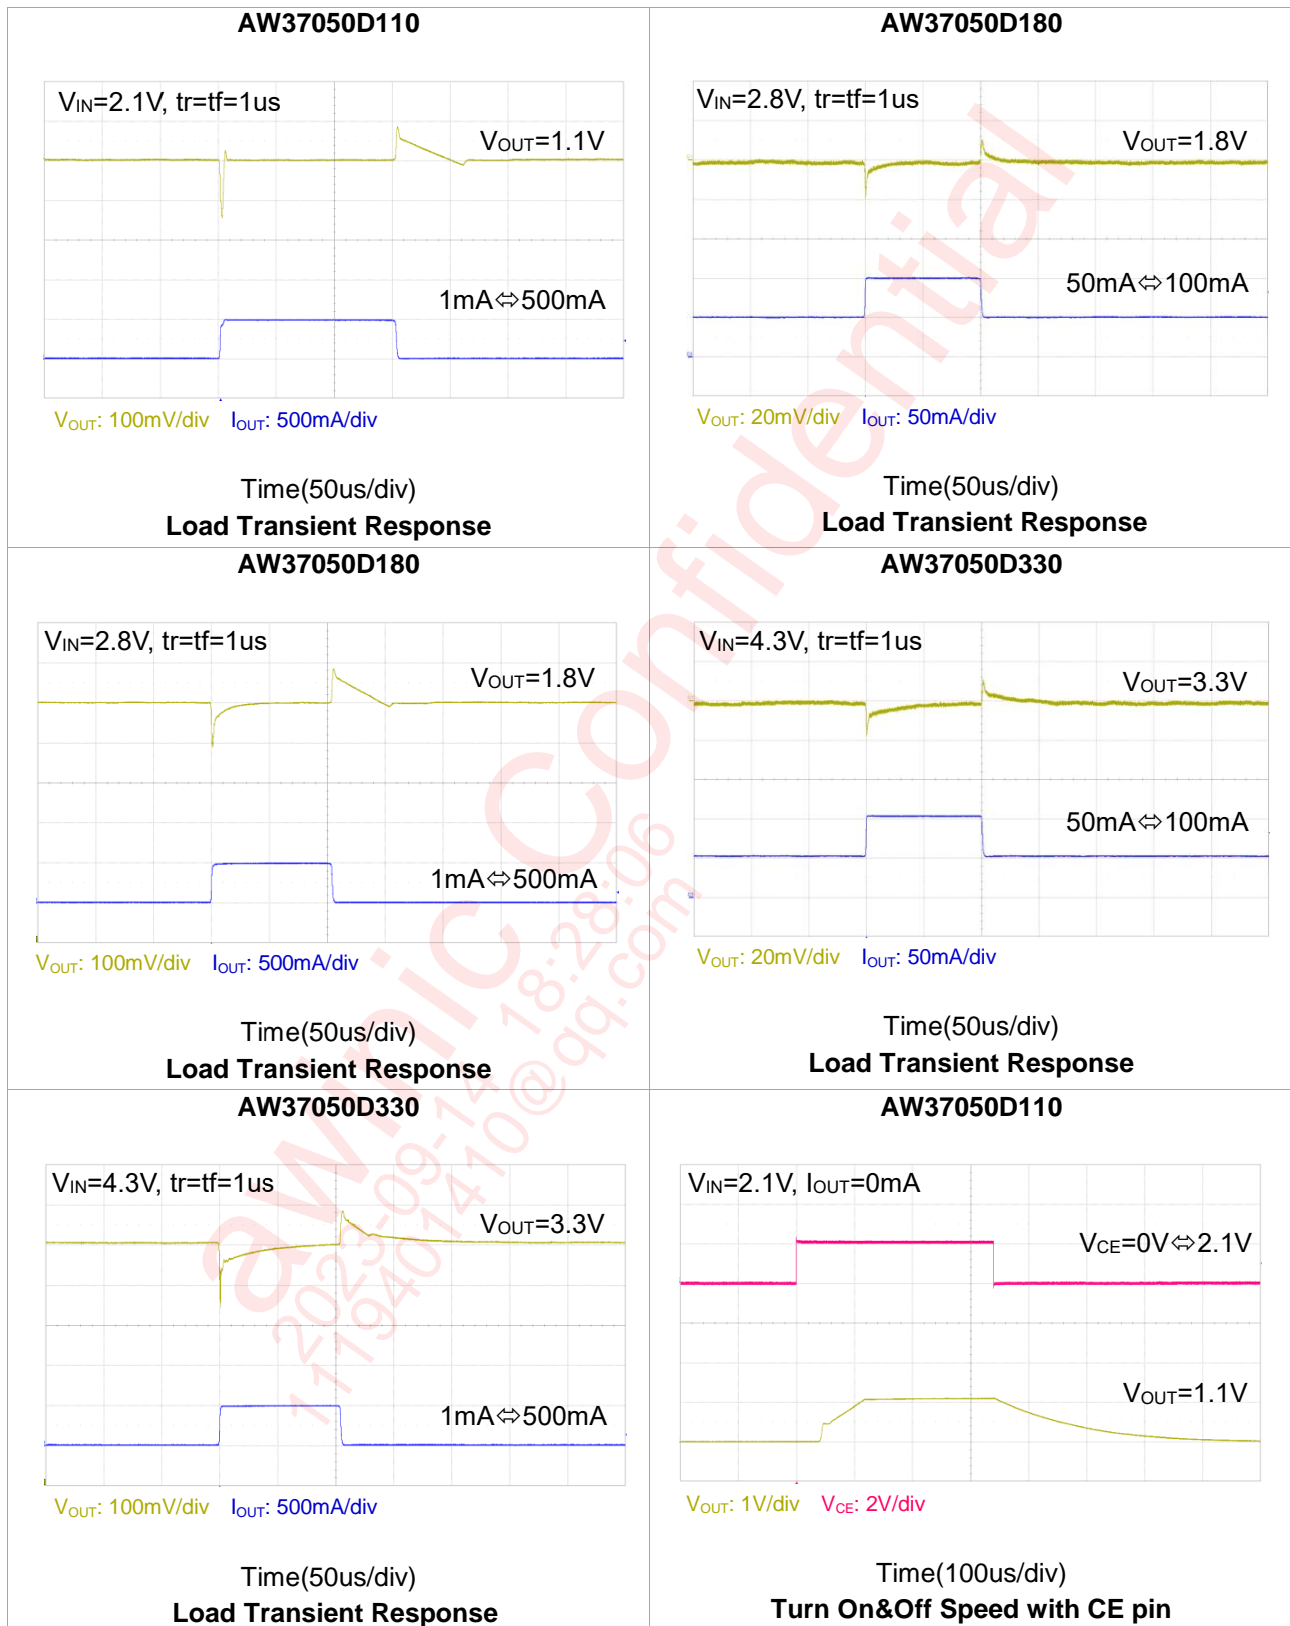 AW37050D110
VIN=2.1V, tr=tf=1us
VOUT=1.1V
1mA⇔500mA
VOUT: 100mV/div IOUT: 500mA/div
Time(50us/div)
Load Transient Response
AW37050D180
VIN=2.8V, tr=tf=1us
VOUT=1.8V
50mA⇔100mA
VOUT: 20mV/div IOUT: 50mA/div
Time(50us/div)
Load Transient Response
AW37050D180
VIN=2.8V, tr=tf=1us
VOUT=1.8V
1mA⇔500mA
VOUT: 100mV/div IOUT: 500mA/div
Time(50us/div)
Load Transient Response
AW37050D330
VIN=4.3V, tr=tf=1us
VOUT=3.3V
50mA⇔100mA
VOUT: 20mV/div IOUT: 50mA/div
Time(50us/div)
Load Transient Response
AW37050D330
VIN=4.3V, tr=tf=1us
VOUT=3.3V
1mA⇔500mA
VOUT: 100mV/div IOUT: 500mA/div
Time(50us/div)
Load Transient Response
AW37050D110
VIN=2.1V, IOUT=0mA
VCE=0V⇔2.1V
VOUT=1.1V
VOUT: 1V/div VCE: 2V/div
Time(100us/div)
Turn On&Off Speed with CE pin
awinic Confidential
2023-09-14 18:28:06
1119401410@qq.com